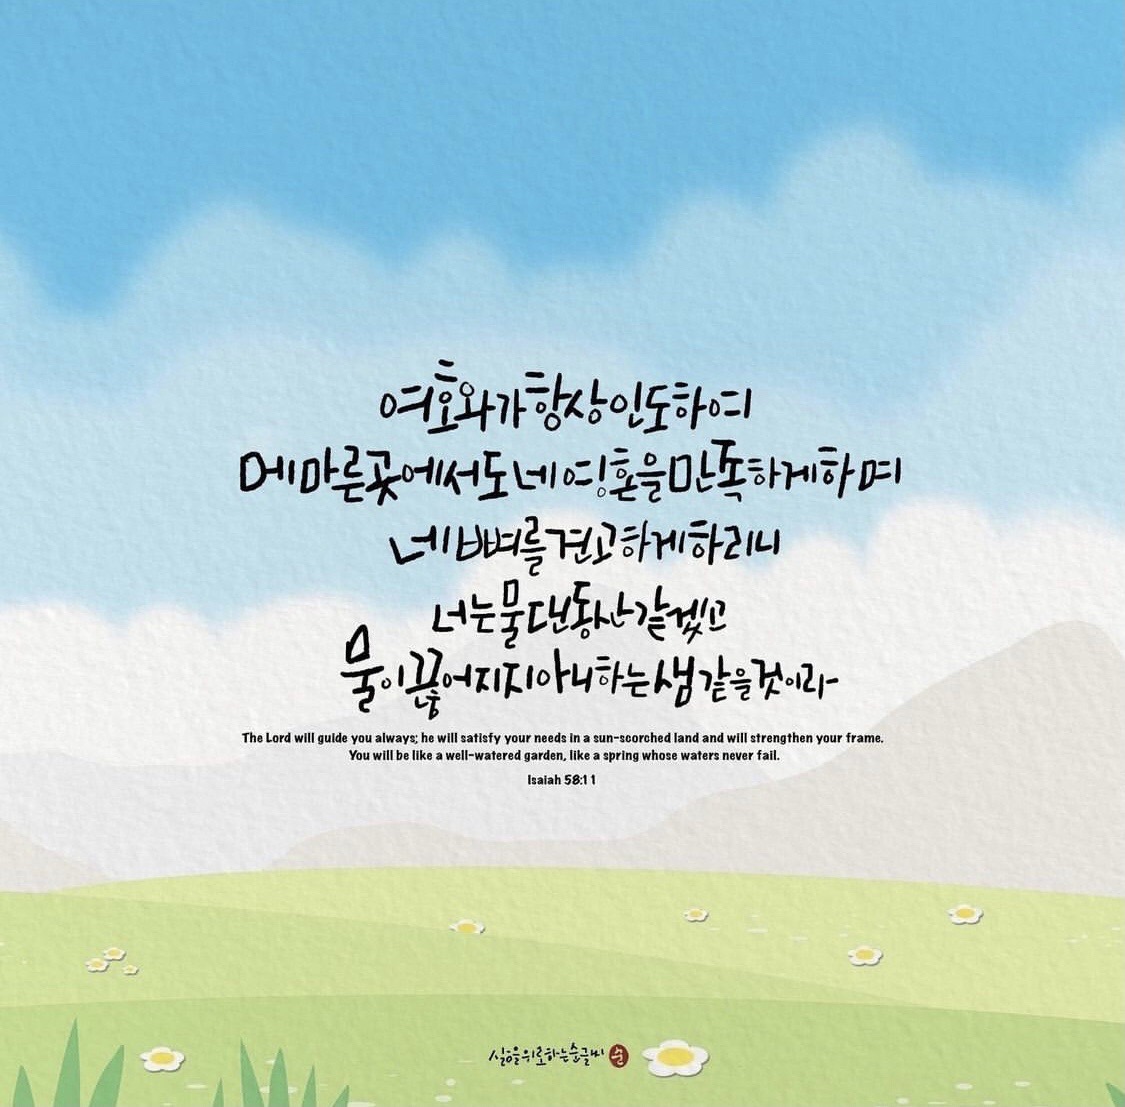 여호와가 항상 인도하여
메마른 곳에서도 네 영혼을 만족하게 하며
네 뼈를 견고하게 하리니
너는 물 댄 동산 같겠고
물이 끊어지지 아니하는 샘 같을 것이라
The Lord will guide you always; he will satisfy your needs in a sun-scorched land and will strengthen your frame.
You will be like a well-watered garden, like a spring whose waters never fail.
Isaiah 58:11
삶을위로하는순글씨 순